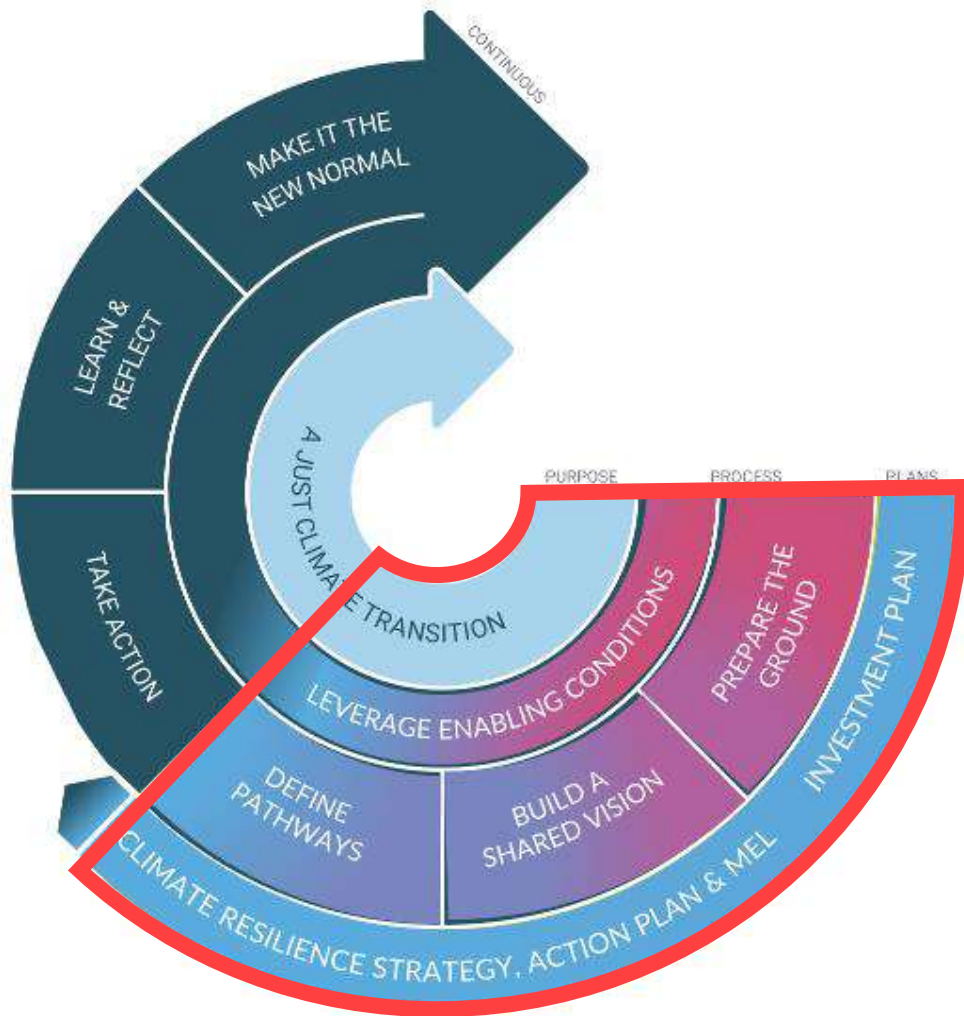 CONTINUOUS
MAKE IT THE
NEW NORMAL
LEARN &
REFLECT
A JUST CLIMATE TRANSITION
PURPOSE
PROCESS
PLANS
TAKE ACTION
LEVERAGE ENABLING CONDITIONS
PREPARE THE
GROUND
INVESTMENT PLAN
DEFINE
PATHWAYS
BUILD A
SHARED VISION
CLIMATE RESILIENCE STRATEGY, ACTION PLAN & MEL